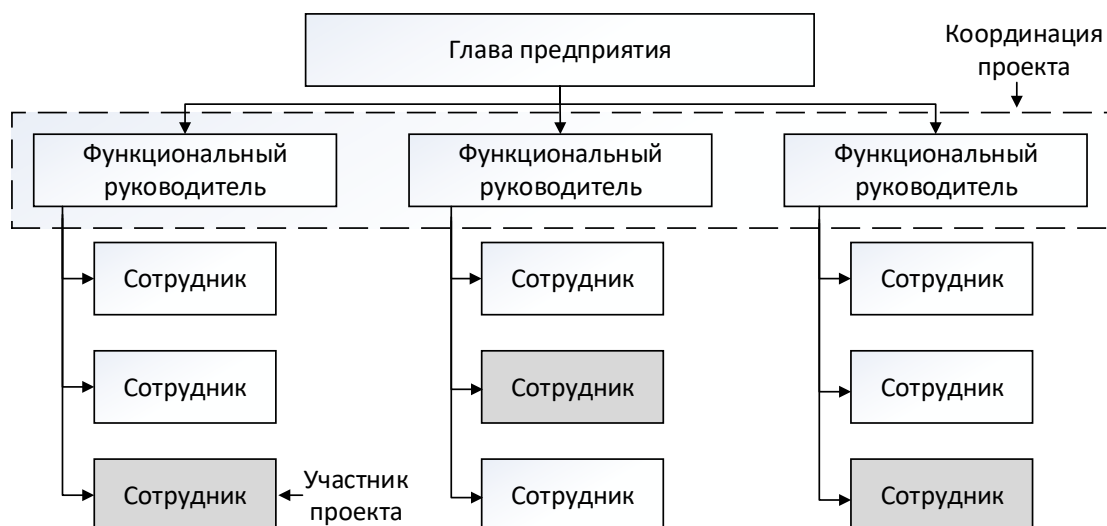 Глава предприятия
Координация
проекта
Функциональный
руководитель
Функциональный
руководитель
Функциональный
руководитель
Сотрудник
Сотрудник
Сотрудник
Сотрудник
Сотрудник
Сотрудник
Сотрудник
Участник
проекта
Сотрудник
Сотрудник